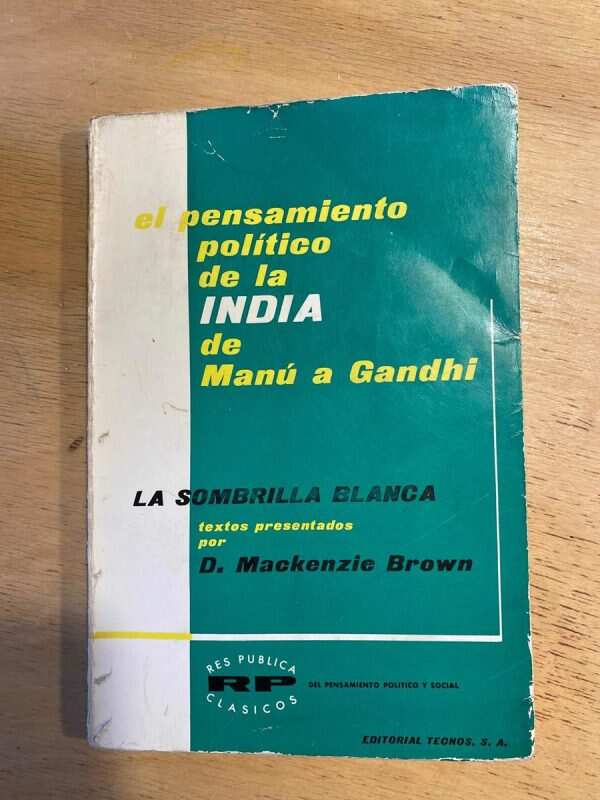 el pensamiento
político
de la
INDIA
de
Manú a Gandhi
LA SOMBRILLA BLANCA
textos presentados
por
D. Mackenzie Brown
RES PUBLICA
RP
CLASICOS
DEL PENSAMIENTO POLITICO Y SOCIAL
EDITORIAL TECNOS, S. A.